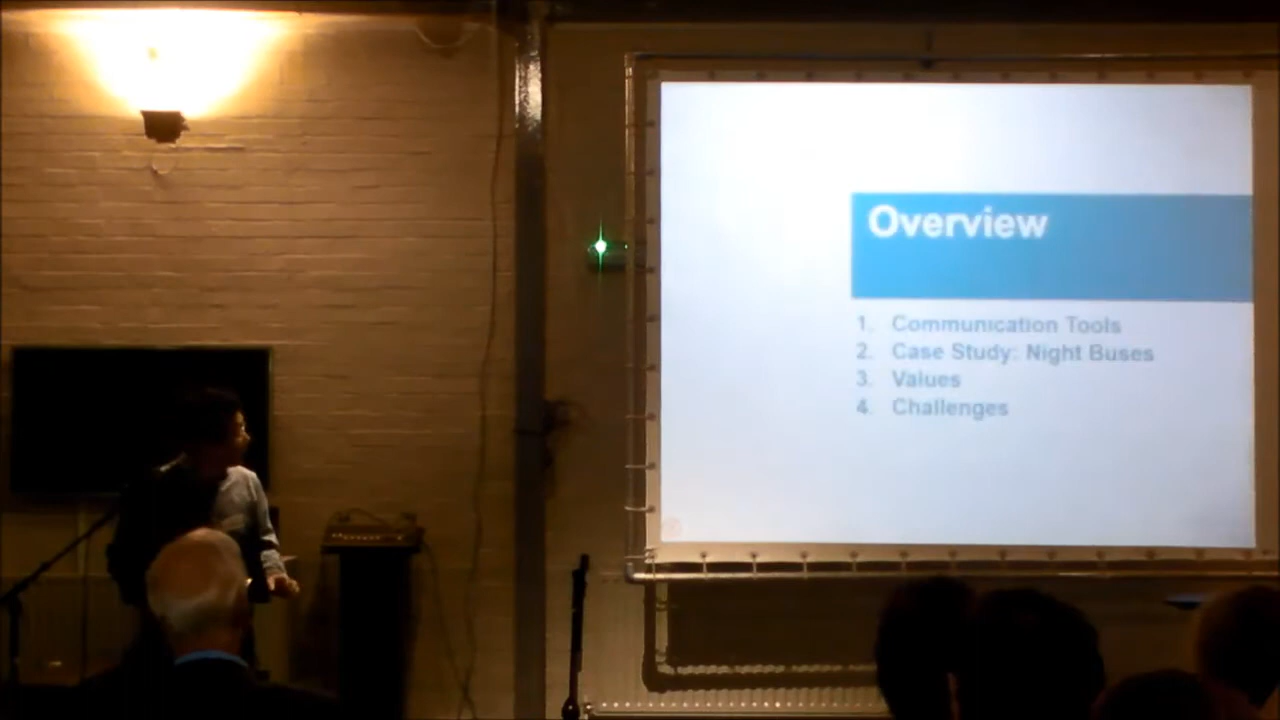 Overview
1. Communication Tools
2. Case Study: Night Buses
3. Values
4. Challenges